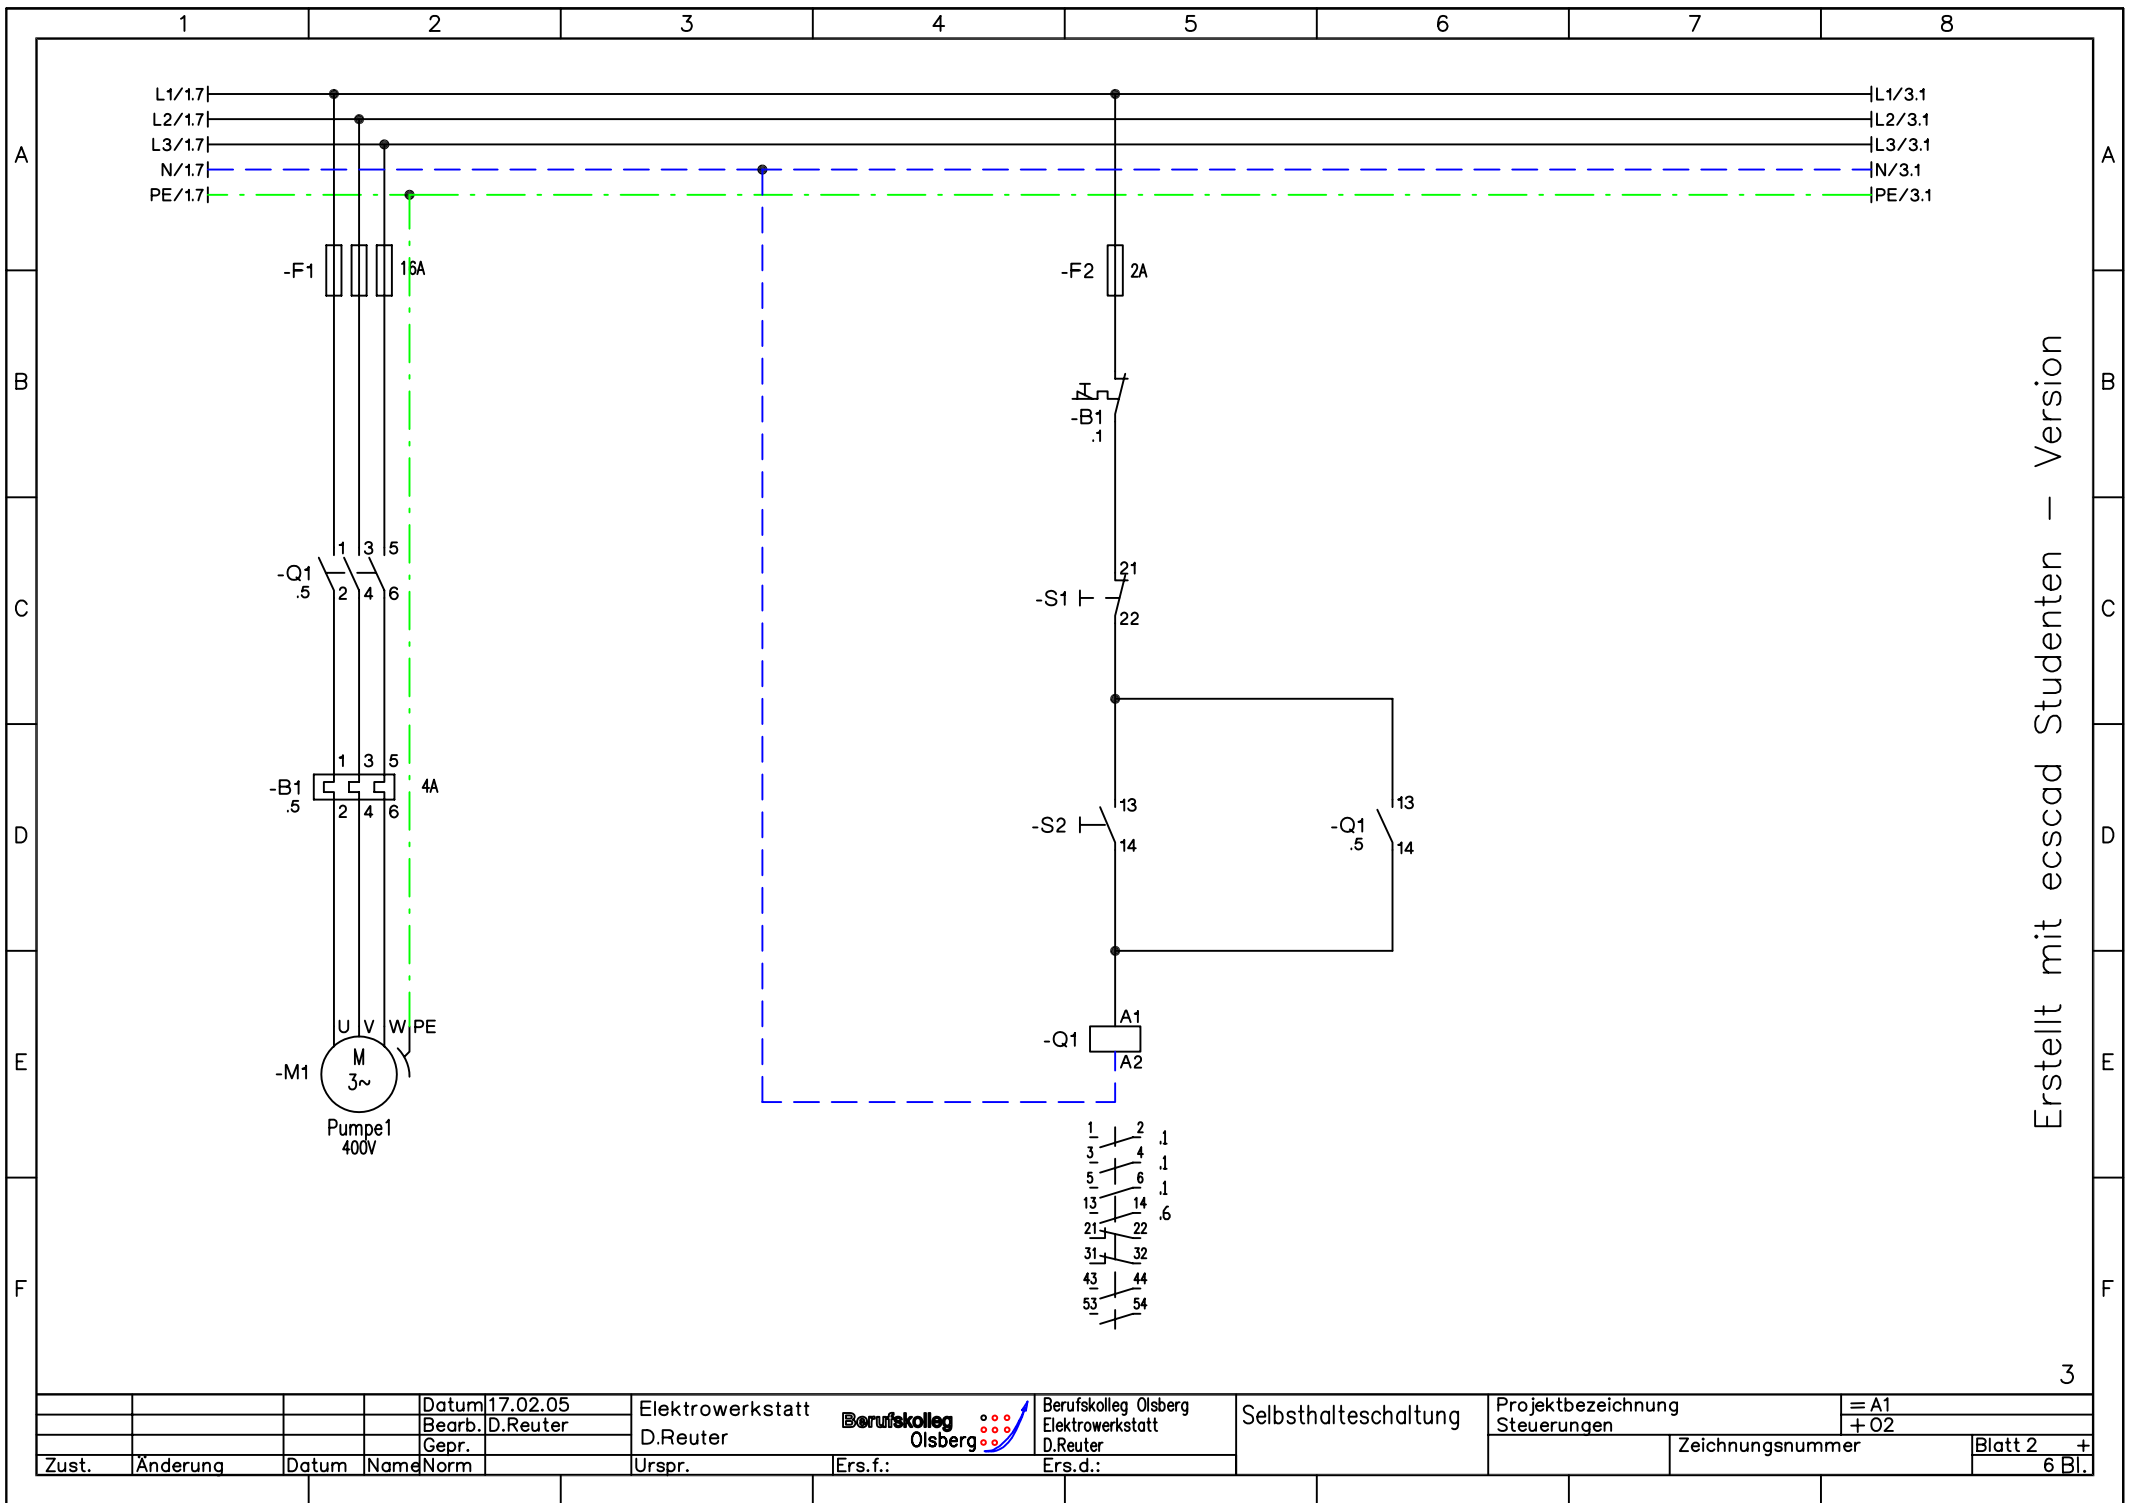 1 2 3 4 5 6 7 8
L1/1.7 L1/3.1
L2/1.7 L2/3.1
L3/1.7 L3/3.1
N/1.7 N/3.1
PE/1.7 PE/3.1
A A
-F1 16A -F2 2A
B B
-B1
.1
1 3 5
-Q1
.5 2 4 6
21
-S1
22
C C
1 3 5
-B1 4A
.5 2 4 6
13
-S2
14
13
-Q1
.5
14
D D
U V W PE
M
3~
-M1
Pumpe1
400V
A1
-Q1
A2
E E
1 2 .1
3 4 .1
5 6 .1
13 14 .6
21 22
31 32
43 44
53 54
F F
Erstellt mit ecscad Studenten – Version
3
Datum 17.02.05
Bearb. D.Reuter
Gepr.
Zust. Änderung Datum Name Norm
Elektrowerkstatt
D.Reuter
Urspr. Ers.f.: Ers.d.:
Berufskolleg
Olsberg
Berufskolleg Olsberg
Elektrowerkstatt
D.Reuter
Selbsthalteschaltung
Projektbezeichnung
Steuerungen
= A1
+ O2
Zeichnungsnummer
Blatt 2 +
6 Bl.